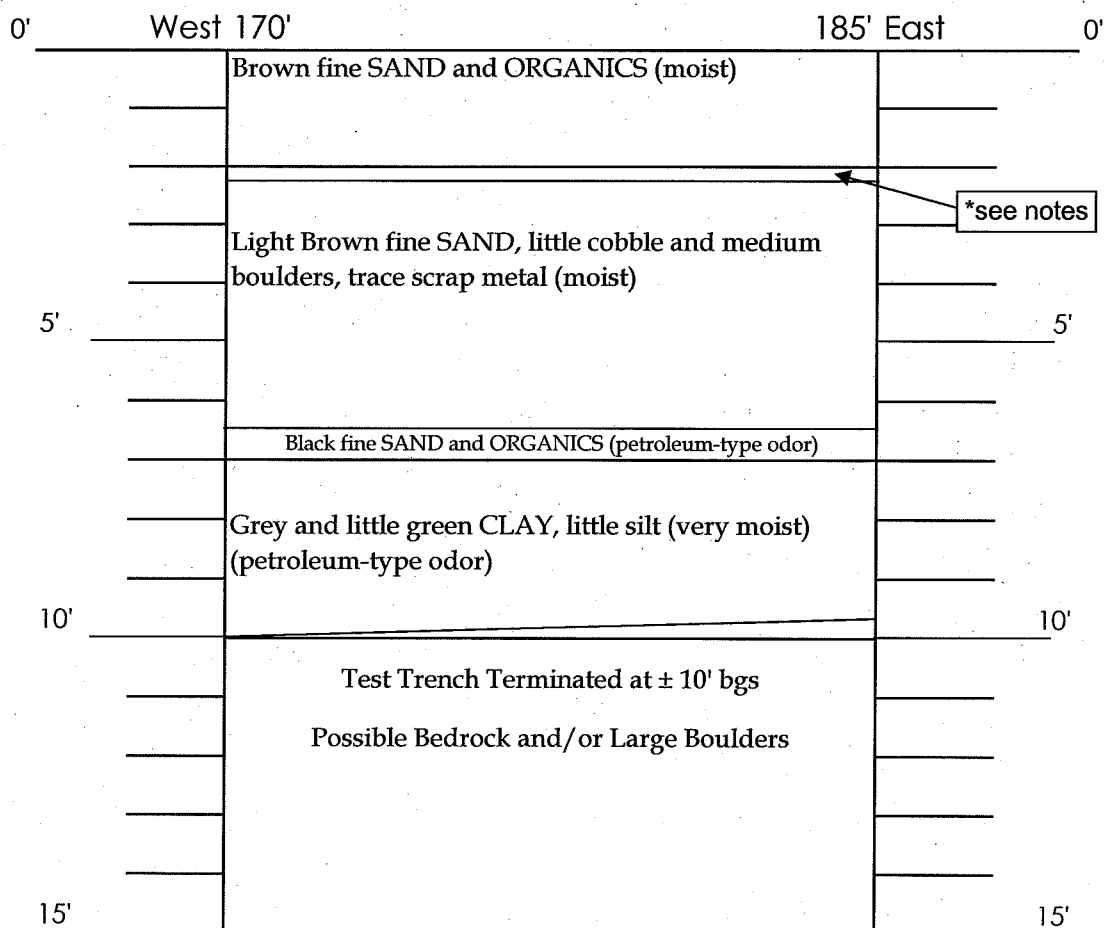 0' West 170' 185' East 0'
Brown fine SAND and ORGANICS (moist)
*see notes
Light Brown fine SAND, little cobble and medium
boulders, trace scrap metal (moist)
5' 5'
Black fine SAND and ORGANICS (petroleum-type odor)
Grey and little green CLAY, little silt (very moist)
(petroleum-type odor)
10' 10'
Test Trench Terminated at ± 10' bgs
Possible Bedrock and/or Large Boulders
15' 15'